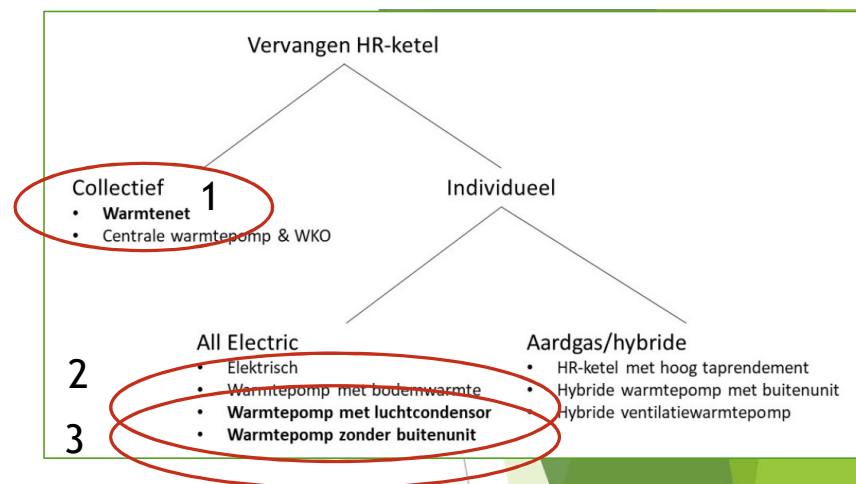 Vervangen HR-ketel
Collectief 1
• Warmtenet
• Centrale warmtepomp & WKO
Individueel
All Electric
• Elektrisch
2
• Warmtepomp met bodemwarmte
• Warmtepomp met luchtcondensor
3
• Warmtepomp zonder buitenunit
Aardgas/hybride
• HR-ketel met hoog taprendement
• Hybride warmtepomp met buitenunit
• Hybride ventilatiewarmtepomp